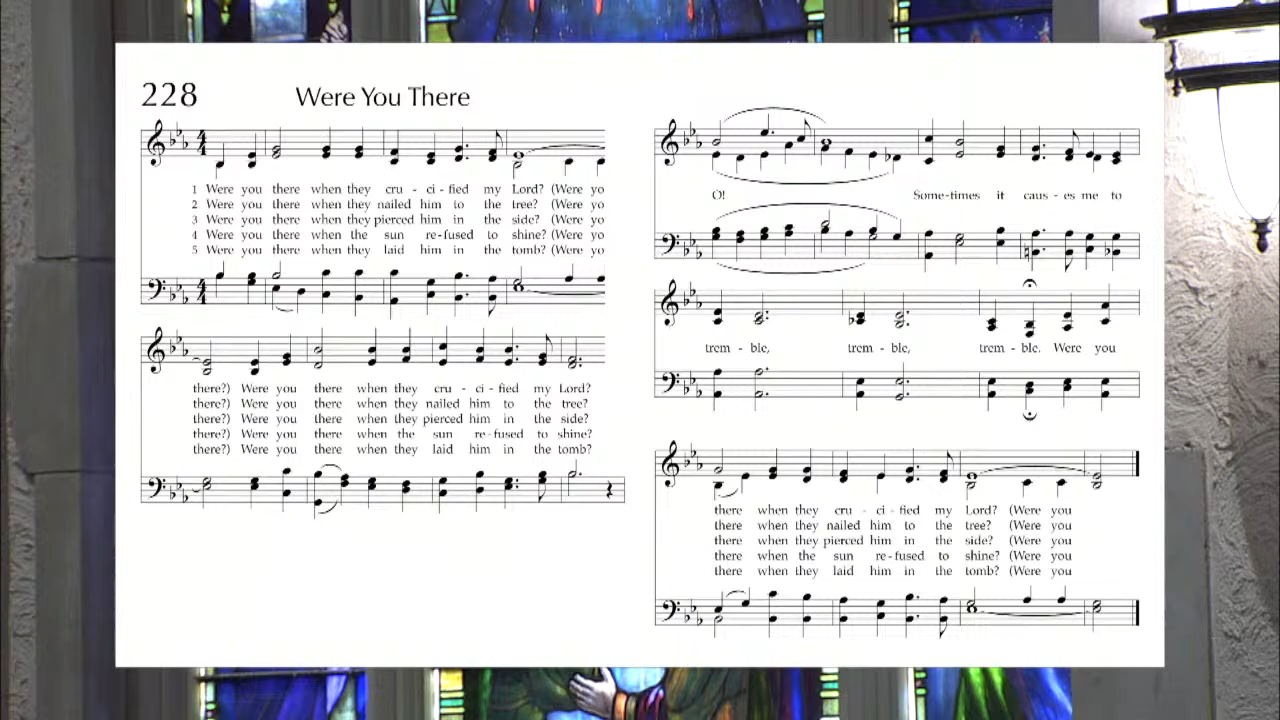 228 Were You There
1 Were you there when they cru - ci - fied my Lord? (Were yo
2 Were you there when they nailed him to the tree? (Were yo
3 Were you there when they pierced him in the side? (Were yo
4 Were you there when the sun re - fused to shine? (Were yo
5 Were you there when they laid him in the tomb? (Were yo
there?) Were you there when they cru - ci - fied my Lord?
there?) Were you there when they nailed him to the tree?
there?) Were you there when they pierced him in the side?
there?) Were you there when the sun re - fused to shine?
there?) Were you there when they laid him in the tomb?
O! Some - times it caus - es me to
trem - ble, trem - ble, trem - ble. Were you
there when they cru - ci - fied my Lord? (Were you
there when they nailed him to the tree? (Were you
there when they pierced him in the side? (Were you
there when the sun re - fused to shine? (Were you
there when they laid him in the tomb? (Were you